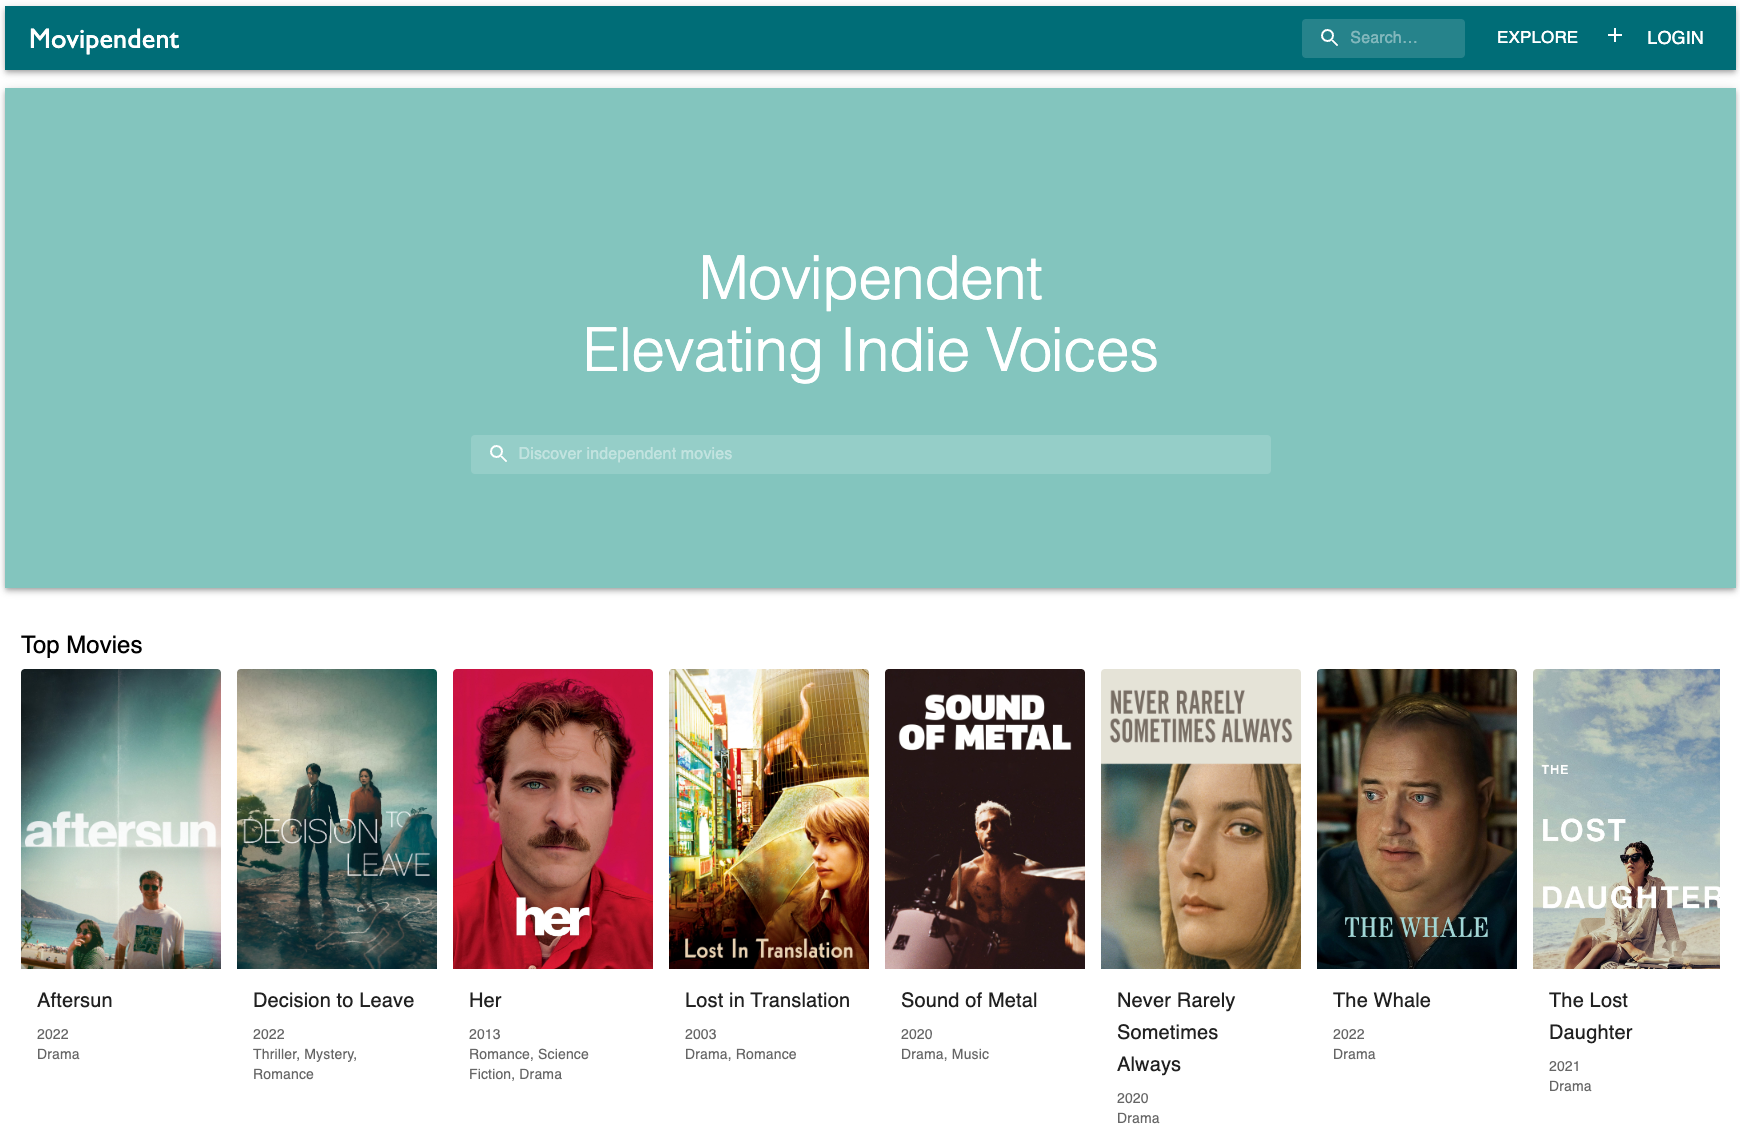 Movipendent
Search...
EXPLORE
+
LOGIN
Movipendent
Elevating Indie Voices
Discover independent movies
Top Movies
aftersun
DECISION TO
LEAVE
her
Lost In Translation
SOUND
OF METAL
NEVER RARELY
SOMETIMES ALWAYS
THE WHALE
THE
LOST
DAUGHTER
Aftersun
2022
Drama
Decision to Leave
2022
Thriller, Mystery,
Romance
Her
2013
Romance, Science
Fiction, Drama
Lost in Translation
2003
Drama, Romance
Sound of Metal
2020
Drama, Music
Never Rarely
Sometimes
Always
2020
Drama
The Whale
2022
Drama
The Lost
Daughter
2021
Drama